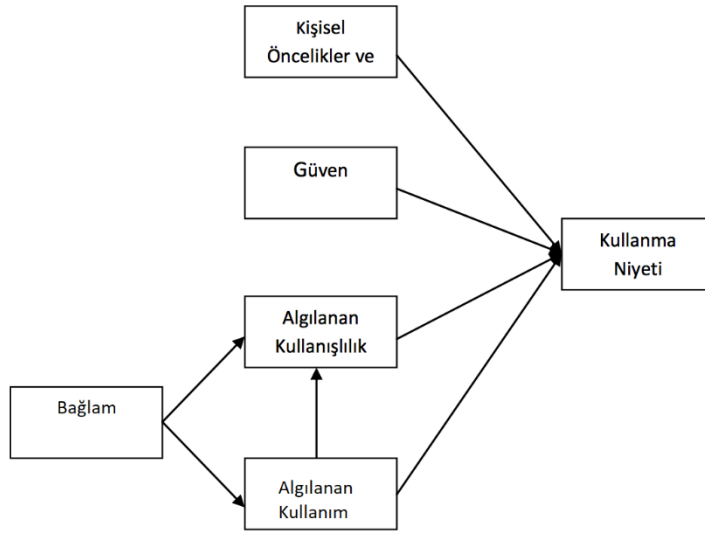 Kişisel
Öncelikler ve
Güven
Kullanma
Niyeti
Algılanan
Kullanışlılık
Bağlam
Algılanan
Kullanım